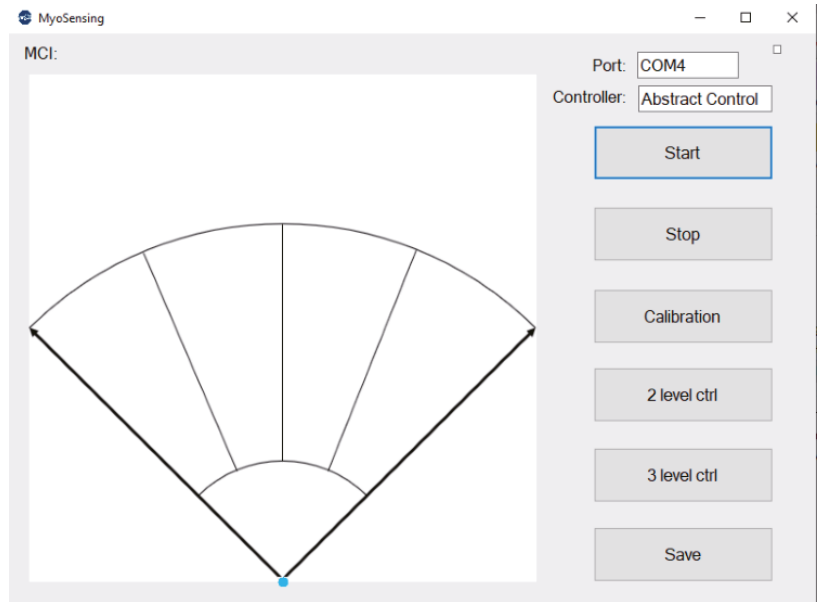 MyoSensing
MCI:
Port: COM4
Controller: Abstract Control
Start
Stop
Calibration
2 level ctrl
3 level ctrl
Save